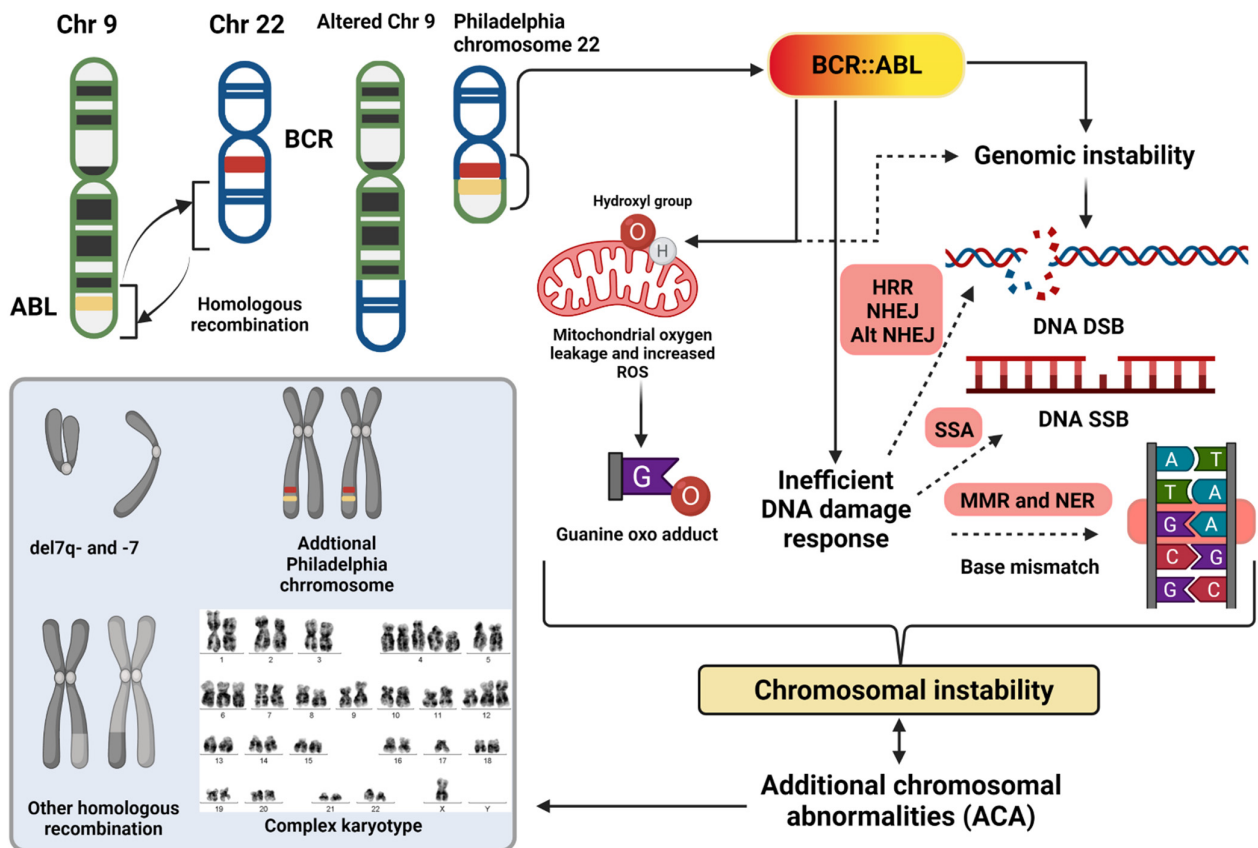 Chr 9
Chr 22
Altered Chr 9
Philadelphia
chromosome 22
BCR
ABL
Homologous
recombination
BCR::ABL
Genomic instability
Hydroxyl group
O
H
Mitochondrial oxygen
leakage and increased
ROS
G
O
Guanine oxo adduct
HRR
NHEJ
Alt NHEJ
DNA DSB
DNA SSB
SSA
Inefficient
DNA damage
response
MMR and NER
Base mismatch
A T
T A
G A
C G
G C
Chromosomal instability
Additional chromosomal
abnormalities (ACA)
del7q- and -7
Addtional
Philadelphia
chrromosome
Other homologous
recombination
1 2 3 4 5
6 7 8 9 10 11 12
13 14 15 16 17 18
19 20 21 22 X Y
Complex karyotype